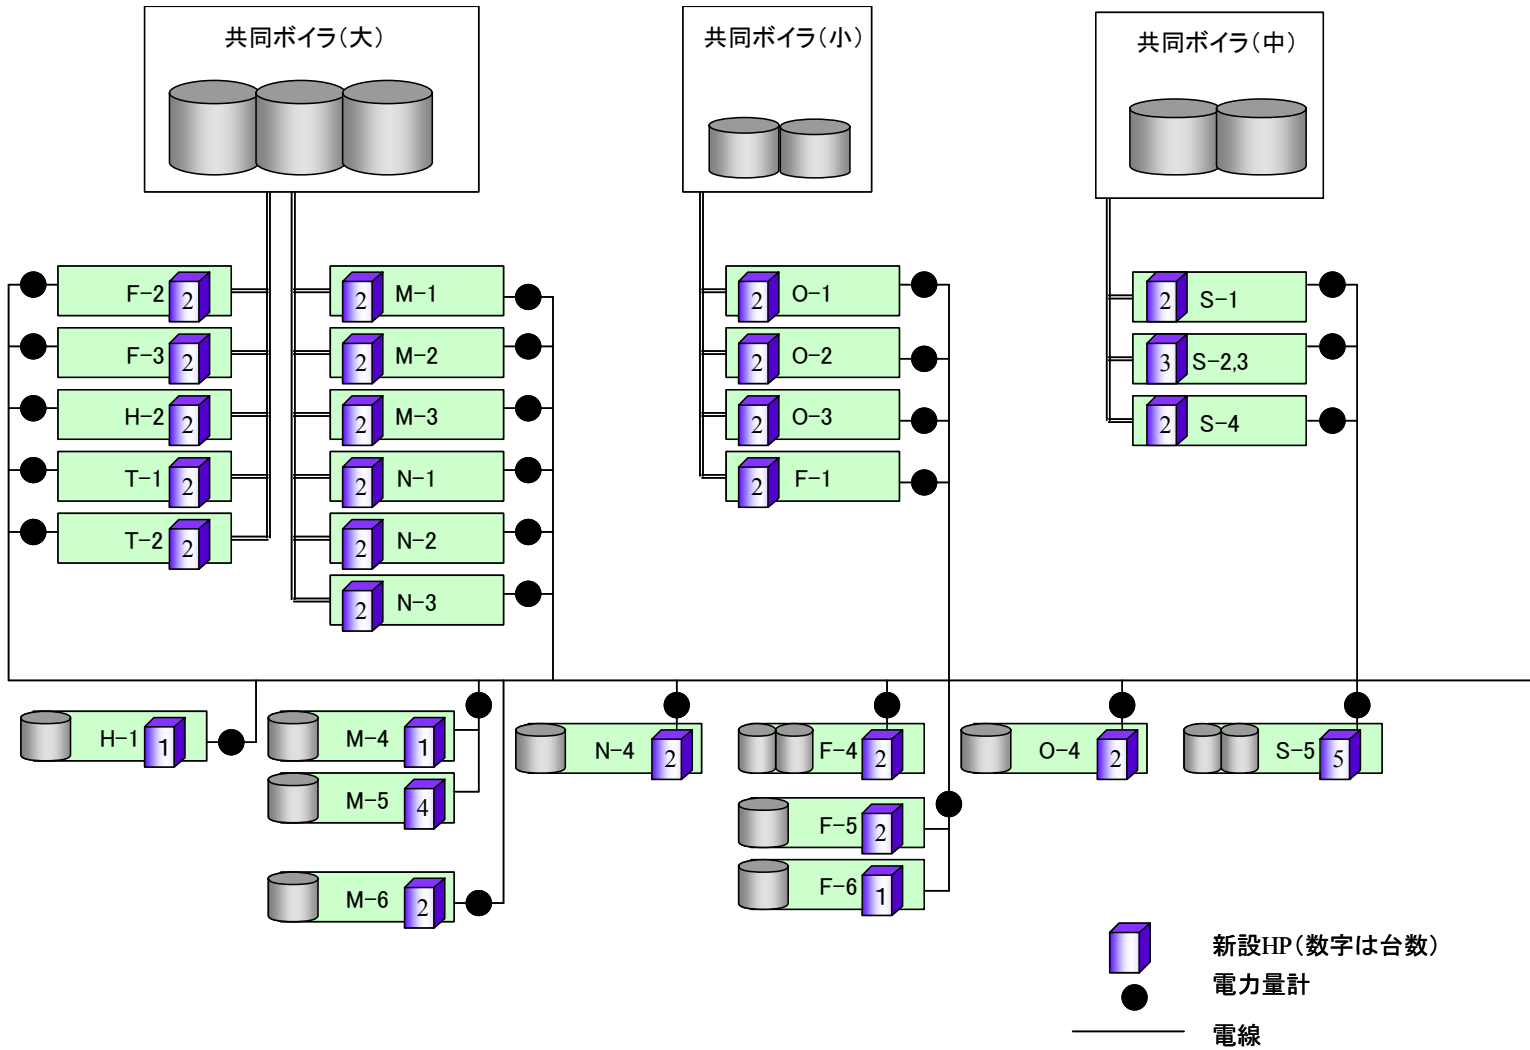 共同ボイラ(大)
共同ボイラ(小)
共同ボイラ(中)
F-2 2
F-3 2
H-2 2
T-1 2
T-2 2
2 M-1
2 M-2
2 M-3
2 N-1
2 N-2
2 N-3
2 O-1
2 O-2
2 O-3
2 F-1
2 S-1
3 S-2,3
2 S-4
H-1 1
M-4 1
M-5 4
M-6 2
N-4 2
F-4 2
F-5 2
F-6 1
O-4 2
S-5 5
新設HP(数字は台数)
電力量計
電線